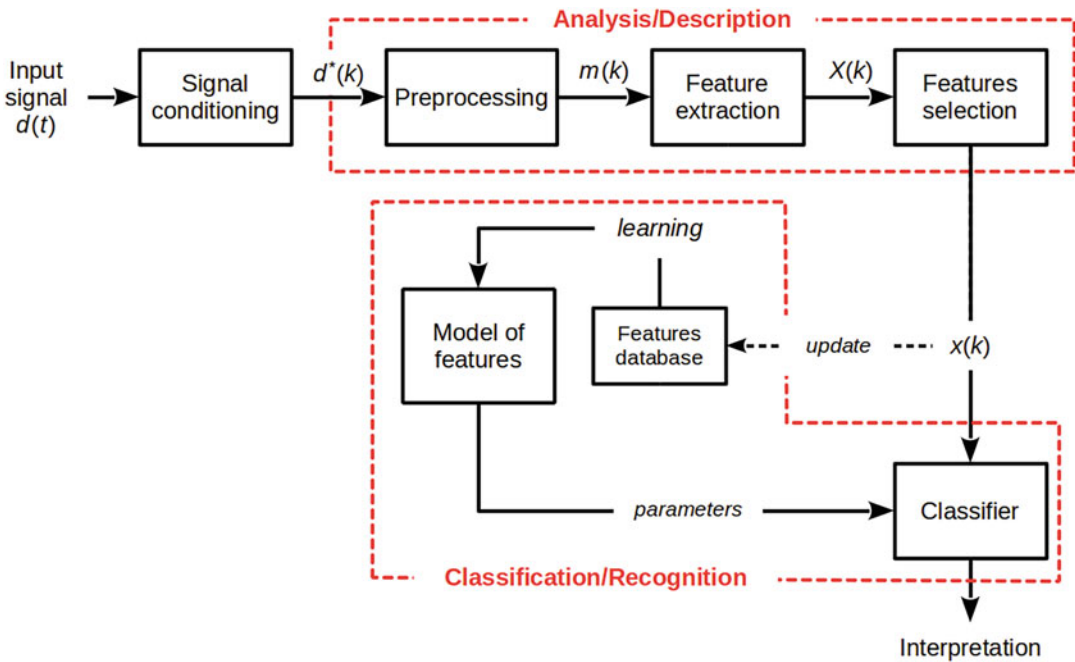 Analysis/Description
Input
signal
d(t)
Signal
conditioning
d*(k)
Preprocessing
m(k)
Feature
extraction
X(k)
Features
selection
learning
Model of
features
Features
database
update
x(k)
parameters
Classifier
Classification/Recognition
Interpretation